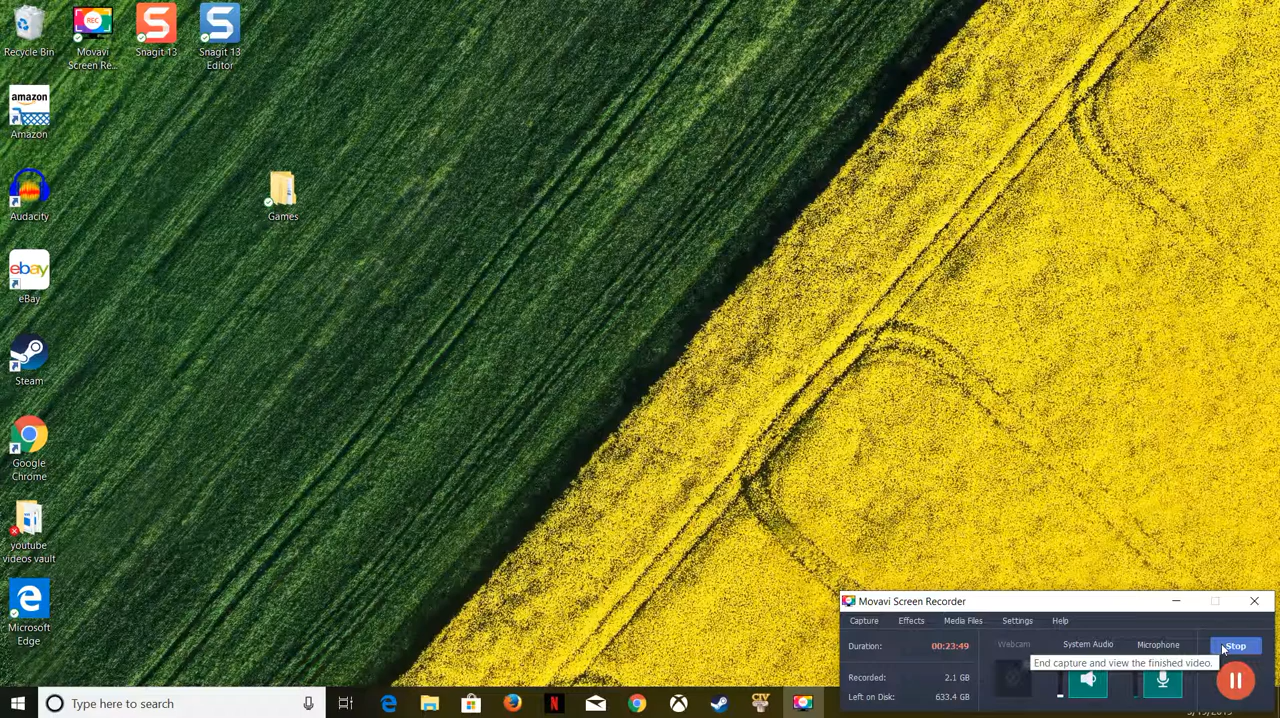 Recycle Bin
Movavi
Screen Re...
REC
Snagit 13
Snagit 13
Editor
amazon
Amazon
Audacity
Games
ebay
eBay
Steam
Google
Chrome
youtube
videos vault
Microsoft
Edge
Movavi Screen Recorder
Capture Effects Media Files Settings Help
Duration: 00:23:49
Webcam System Audio Microphone Stop
End capture and view the finished video.
Recorded: 2.1 GB
Left on Disk: 633.4 GB
Type here to search
CIV